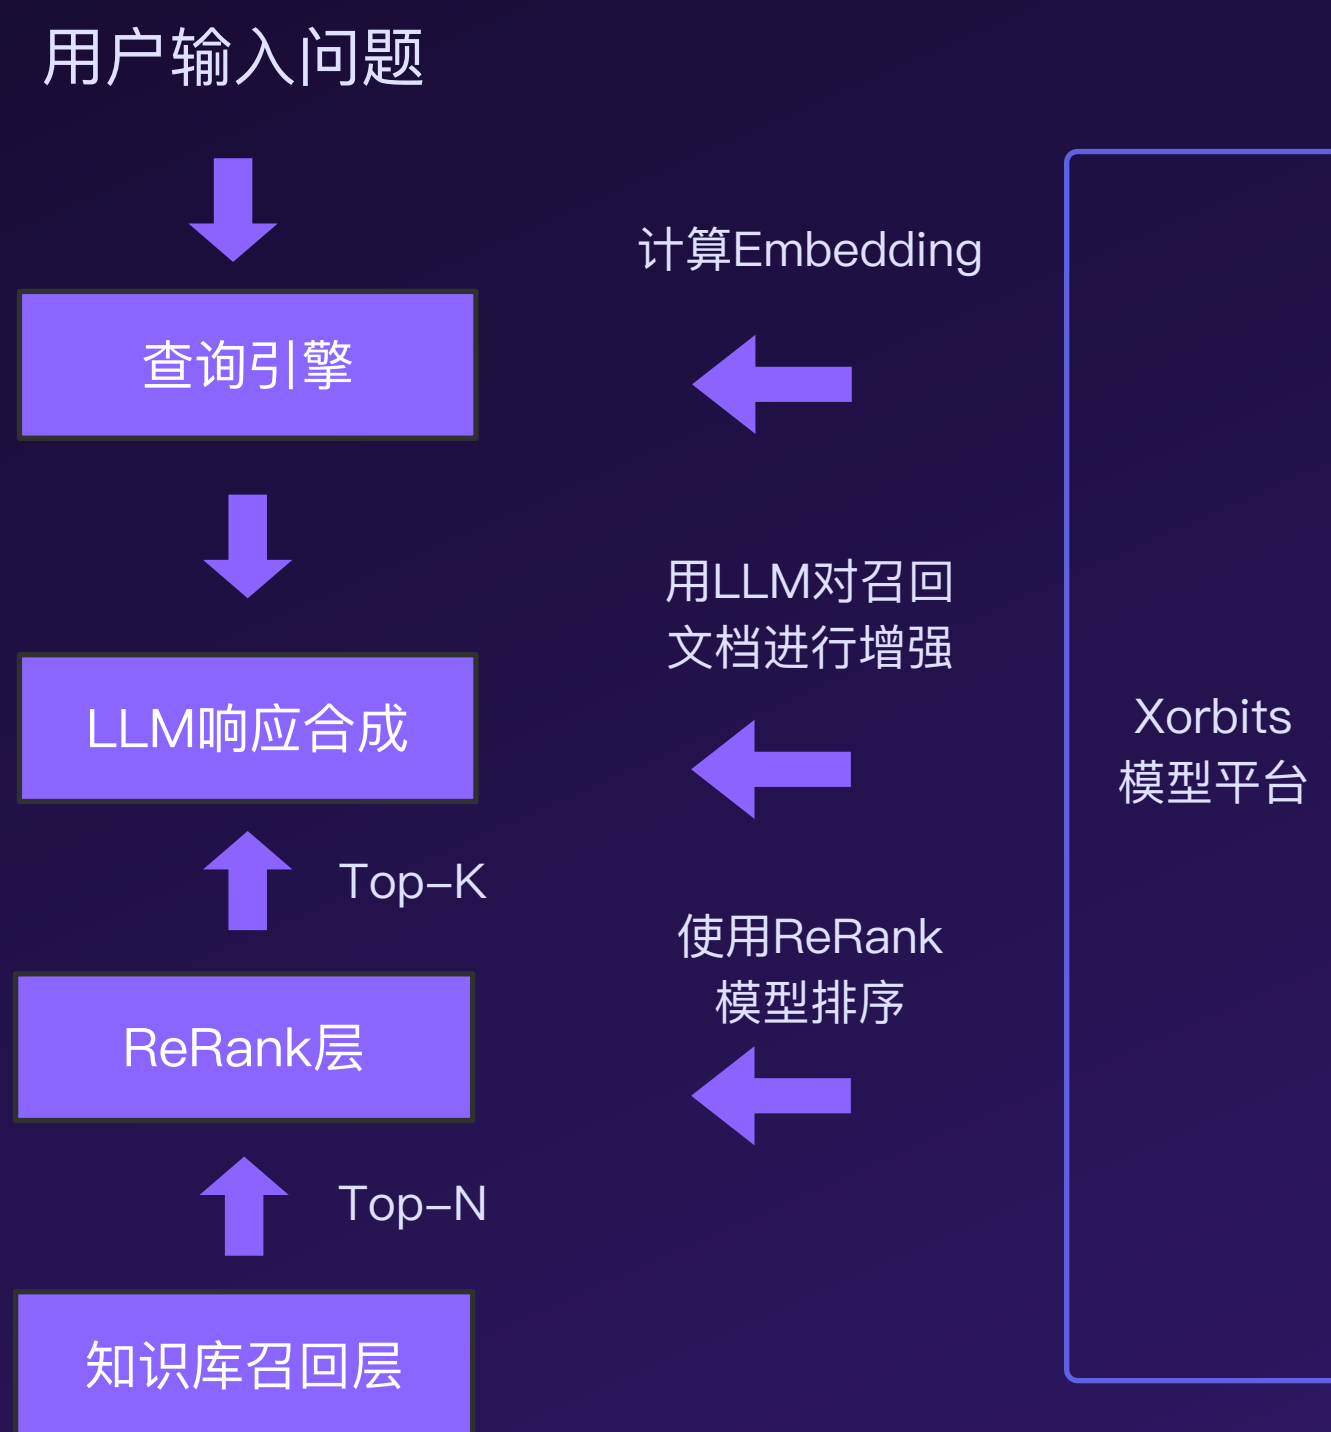 用户输入问题
计算Embedding
查询引擎
用LLM对召回
文档进行增强
LLM响应合成
Xorbits
模型平台
Top-K
使用ReRank
模型排序
ReRank层
Top-N
知识库召回层